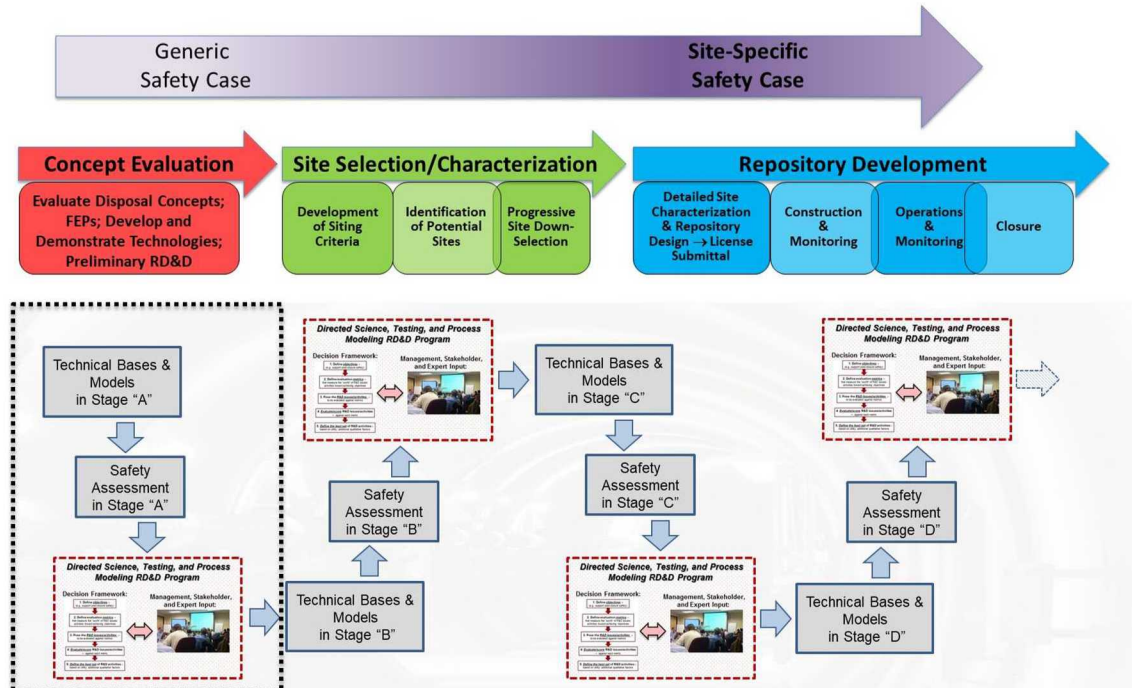 Generic
Safety Case
Site-Specific
Safety Case
Concept Evaluation
Evaluate Disposal Concepts;
FEPs; Develop and
Demonstrate Technologies;
Preliminary RD&D
Site Selection/Characterization
Development
of Siting
Criteria
Identification
of Potential
Sites
Progressive
Site Down-
Selection
Repository Development
Detailed Site
Characterization
& Repository
Design → License
Submittal
Construction
&
Monitoring
Operations
&
Monitoring
Closure
Technical Bases &
Models
in Stage “A”
Safety
Assessment
in Stage “A”
Directed Science, Testing, and Process
Modeling RD&D Program
Decision Framework:
Management, Stakeholder,
and Expert Input:
Technical Bases &
Models
in Stage “B”
Safety
Assessment
in Stage “B”
Directed Science, Testing, and Process
Modeling RD&D Program
Decision Framework:
Management, Stakeholder,
and Expert Input:
Technical Bases &
Models
in Stage “C”
Safety
Assessment
in Stage “C”
Directed Science, Testing, and Process
Modeling RD&D Program
Decision Framework:
Management, Stakeholder,
and Expert Input:
Technical Bases &
Models
in Stage “D”
Safety
Assessment
in Stage “D”
Directed Science, Testing, and Process
Modeling RD&D Program
Decision Framework:
Management, Stakeholder,
and Expert Input: